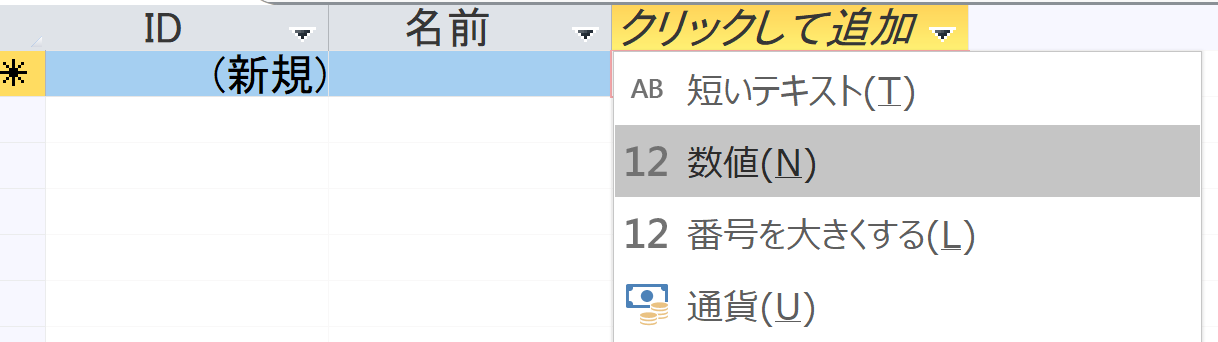 ID 名前 クリックして追加
(新規)
AB 短いテキスト(T)
12 数値(N)
12 番号を大きくする(L)
通貨(U)